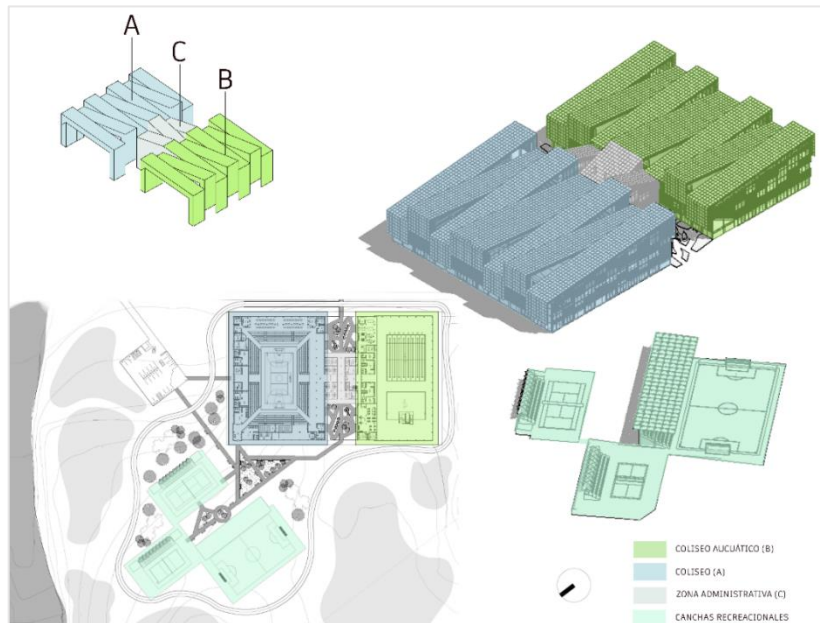 A
C
B
COLISEO AUCUÁTICO (B)
COLISEO (A)
ZONA ADMINISTRATIVA (C)
CANCHAS RECREACIONALES